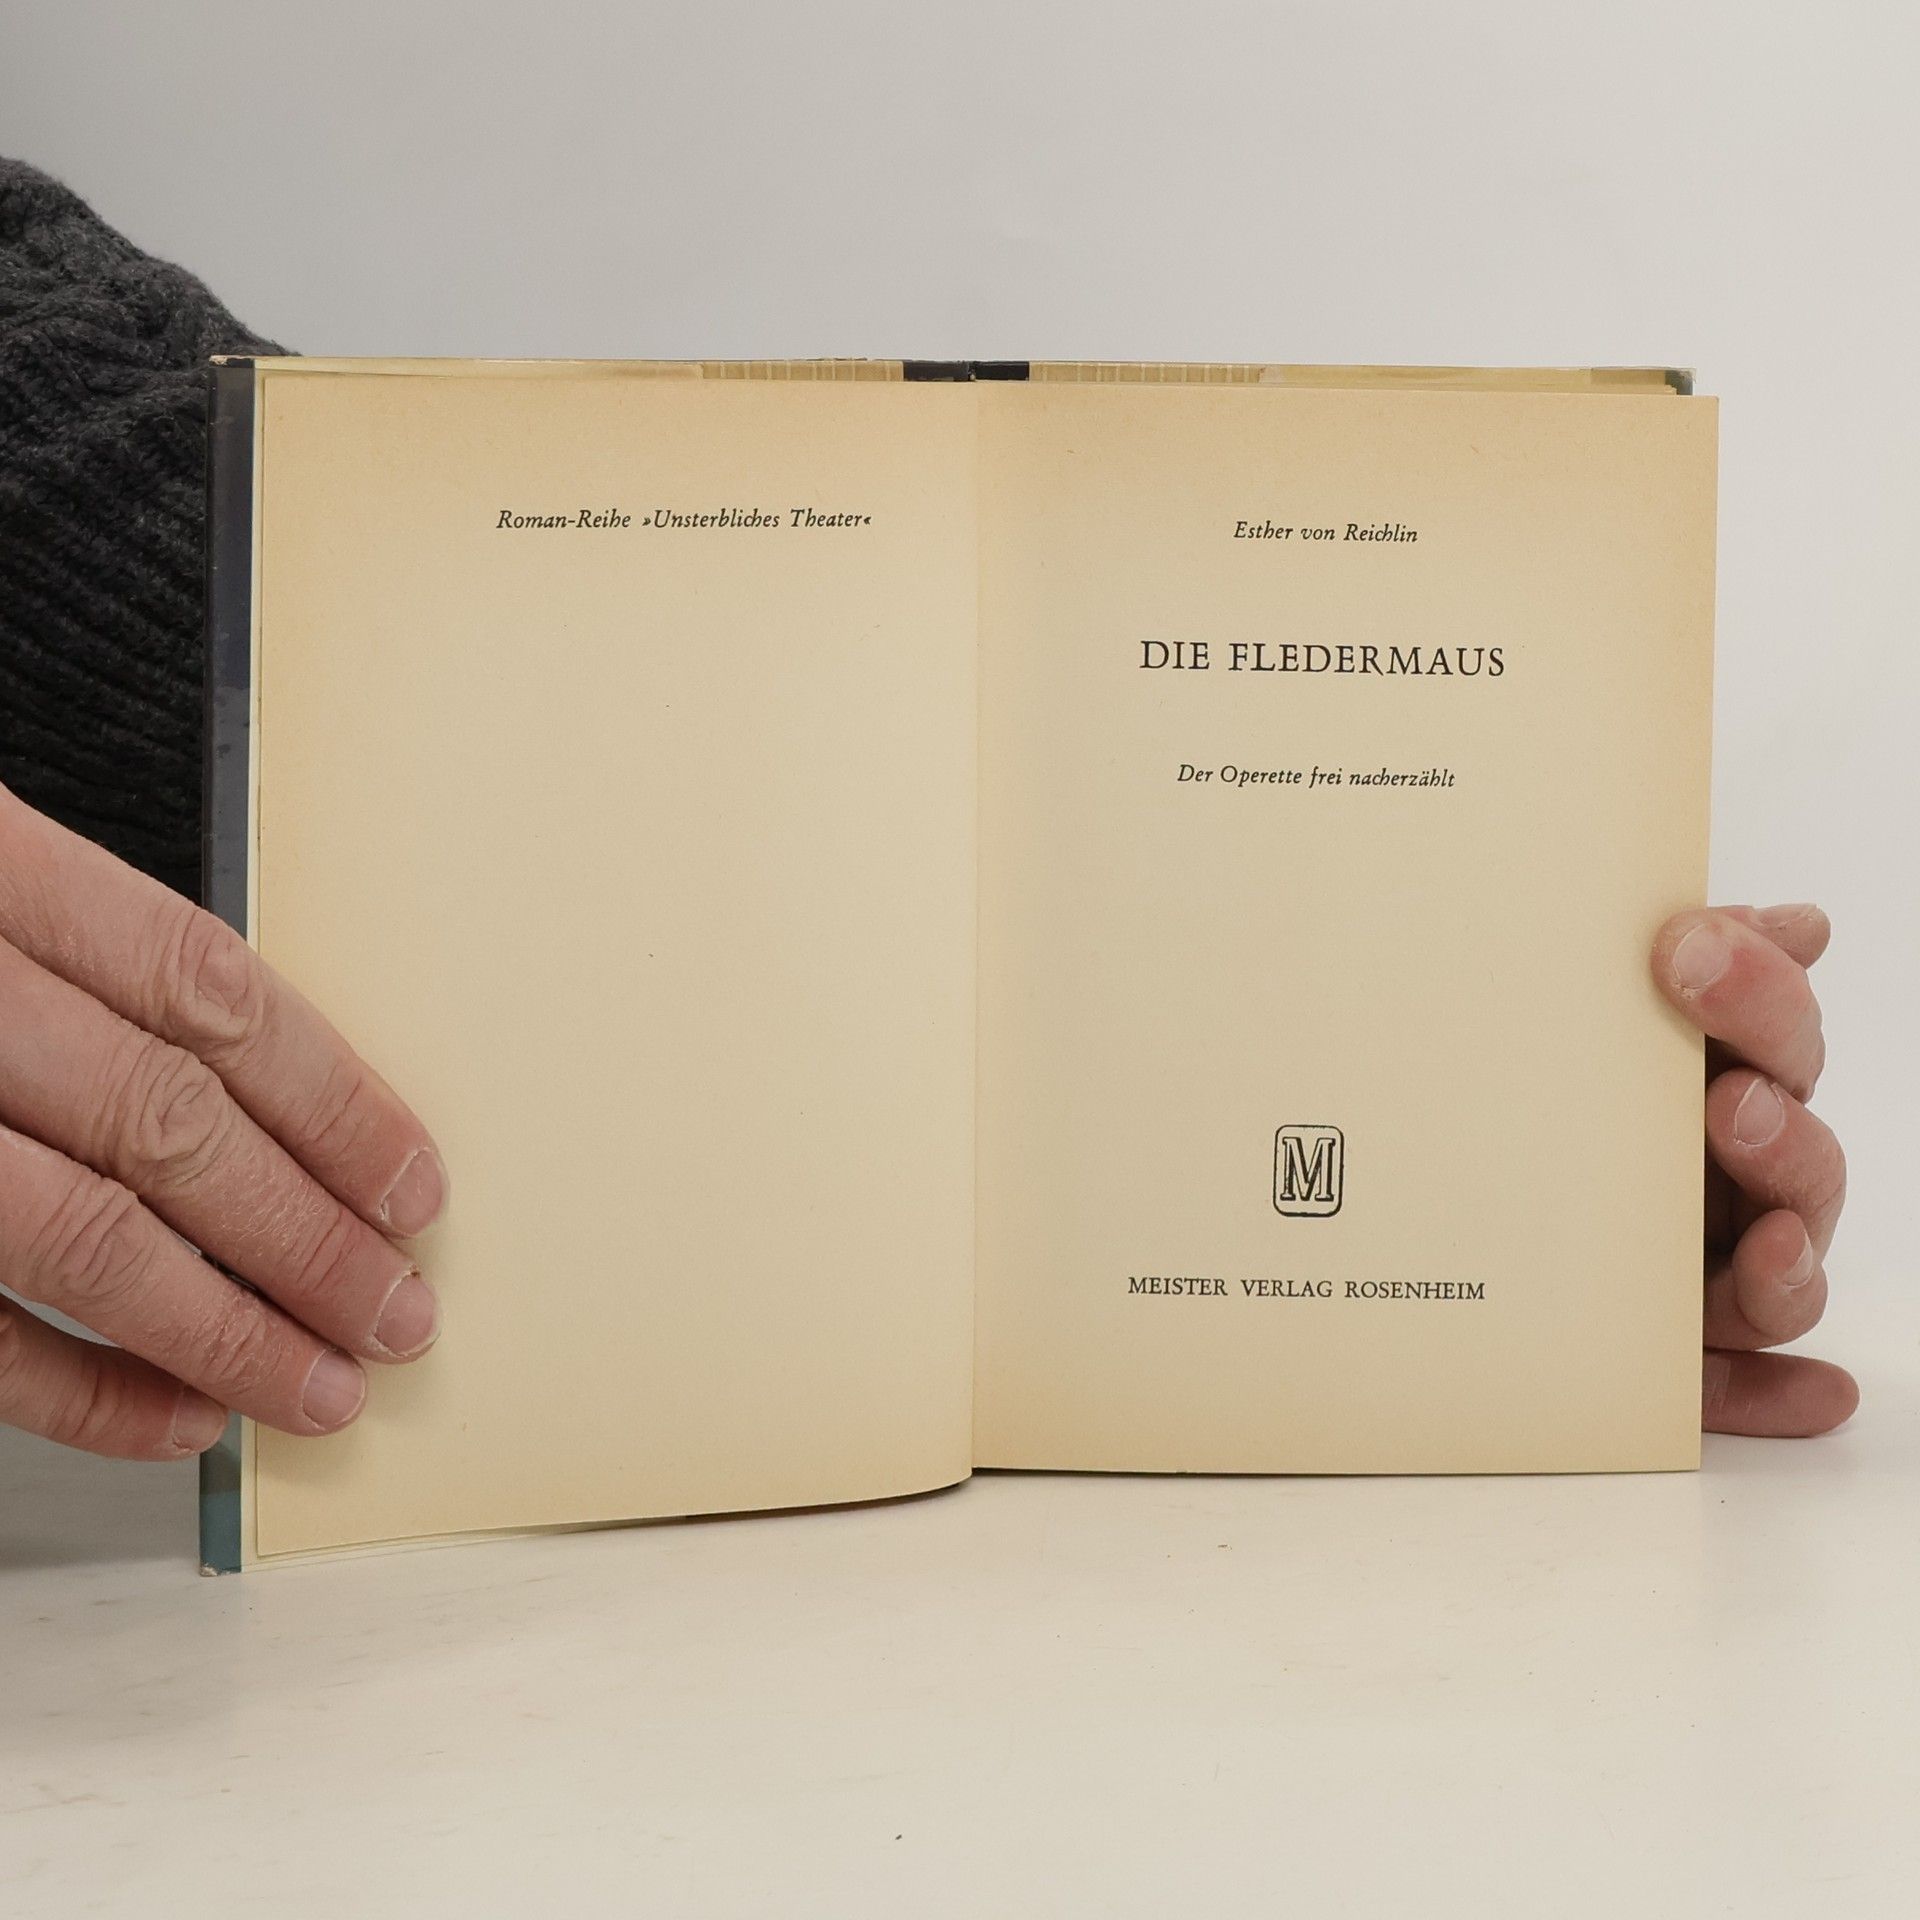 Roman-Reihe »Unsterbliches Theater«
Esther von Reichlin
DIE FLEDERMAUS
Der Operette frei nacherzählt
M
MEISTER VERLAG ROSENHEIM